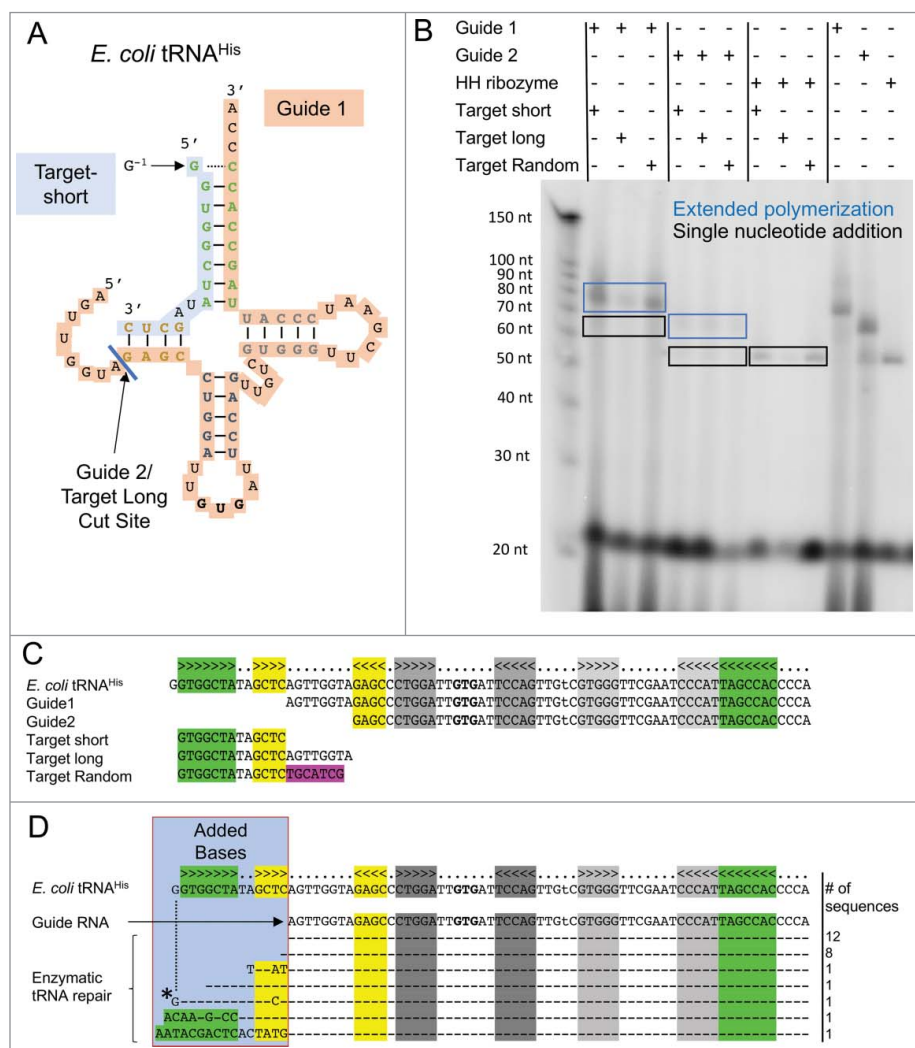 A
E. coli tRNA^His
3′
A
C
C
Guide 1
5′
G⁻¹
Target-
short
G
G U G G C U A
U A
G C U C
3′
C C A C C G A U
5′
A G U U G G U A
G A G C
C U G G A U U G U G A U U C C A G
U U G U C
G U G G G U U C G A A U C C C A U
Guide 2/
Target Long
Cut Site
B
Guide 1 + + + - - - - - - + - -
Guide 2 - - - + + + - - - - + -
HH ribozyme - - - - - - + + + - - +
Target short + - - + - - + - - - - -
Target long - + - - + - - + - - - -
Target Random - - + - - + - - + - - -
Extended polymerization
Single nucleotide addition
150 nt
100 nt
90 nt
80 nt
70 nt
60 nt
50 nt
40 nt
30 nt
20 nt
C
>>>>>>>..>>>>........<<<<.>>>>>.......<<<<<.....>>>>>.......<<<<<<<<<<<<....
E. coli tRNA^His GGTGGCTATAGCTCAGTTGGTAGAGCCCTGGATTGTGATTCCAGTTGtCGTGGGTTCGAATCCCATTAGCCACCCCA
Guide1 AGTTGGTAGAGCCCTGGATTGTGATTCCAGTTGtCGTGGGTTCGAATCCCATTAGCCACCCCA
Guide2 GAGCCCTGGATTGTGATTCCAGTTGtCGTGGGTTCGAATCCCATTAGCCACCCCA
Target short GTGGCTATAGCTC
Target long GTGGCTATAGCTCAGTTGGTA
Target Random GTGGCTATAGCTCTGCATCG
D
Added
Bases
>>>>>>>..>>>>........<<<<.>>>>>.......<<<<<.....>>>>>.......<<<<<<<<<<<<....
E. coli tRNA^His GGTGGCTATAGCTCAGTTGGTAGAGCCCTGGATTGTGATTCCAGTTGtCGTGGGTTCGAATCCCATTAGCCACCCCA
# of
sequences
Guide RNA AGTTGGTAGAGCCCTGGATTGTGATTCCAGTTGtCGTGGGTTCGAATCCCATTAGCCACCCCA
Enzymatic
tRNA repair
12
8
T--AT 1
1
* G-----------C- 1
ACAA-G-CC 1
AATACGACTCACTATG 1